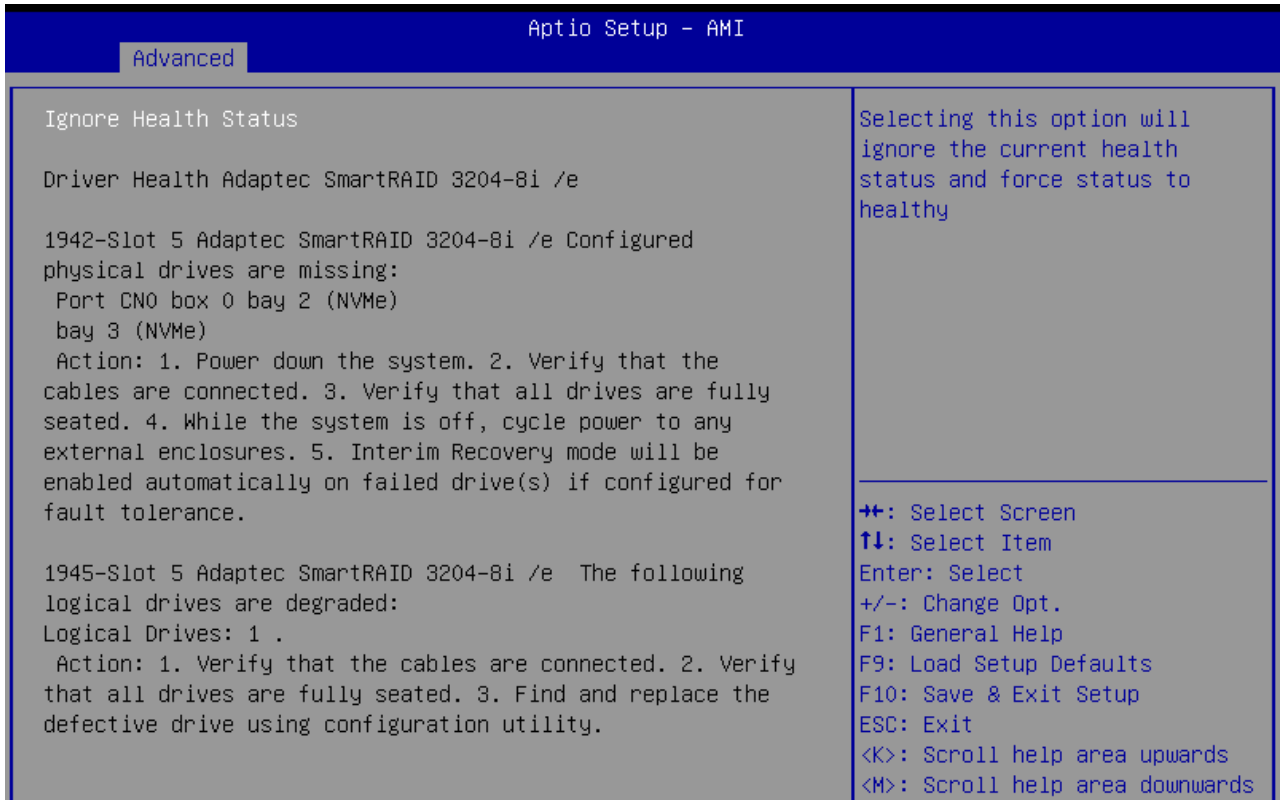 Aptio Setup - AMI
Advanced
Ignore Health Status
Driver Health Adaptec SmartRAID 3204-8i /e
1942-Slot 5 Adaptec SmartRAID 3204-8i /e Configured
physical drives are missing:
Port CN0 box 0 bay 2 (NVMe)
bay 3 (NVMe)
Action: 1. Power down the system. 2. Verify that the
cables are connected. 3. Verify that all drives are fully
seated. 4. While the system is off, cycle power to any
external enclosures. 5. Interim Recovery mode will be
enabled automatically on failed drive(s) if configured for
fault tolerance.
1945-Slot 5 Adaptec SmartRAID 3204-8i /e  The following
logical drives are degraded:
Logical Drives: 1 .
Action: 1. Verify that the cables are connected. 2. Verify
that all drives are fully seated. 3. Find and replace the
defective drive using configuration utility.
Selecting this option will
ignore the current health
status and force status to
healthy
→←: Select Screen
↑↓: Select Item
Enter: Select
+/-: Change Opt.
F1: General Help
F9: Load Setup Defaults
F10: Save & Exit Setup
ESC: Exit
<K>: Scroll help area upwards
<M>: Scroll help area downwards